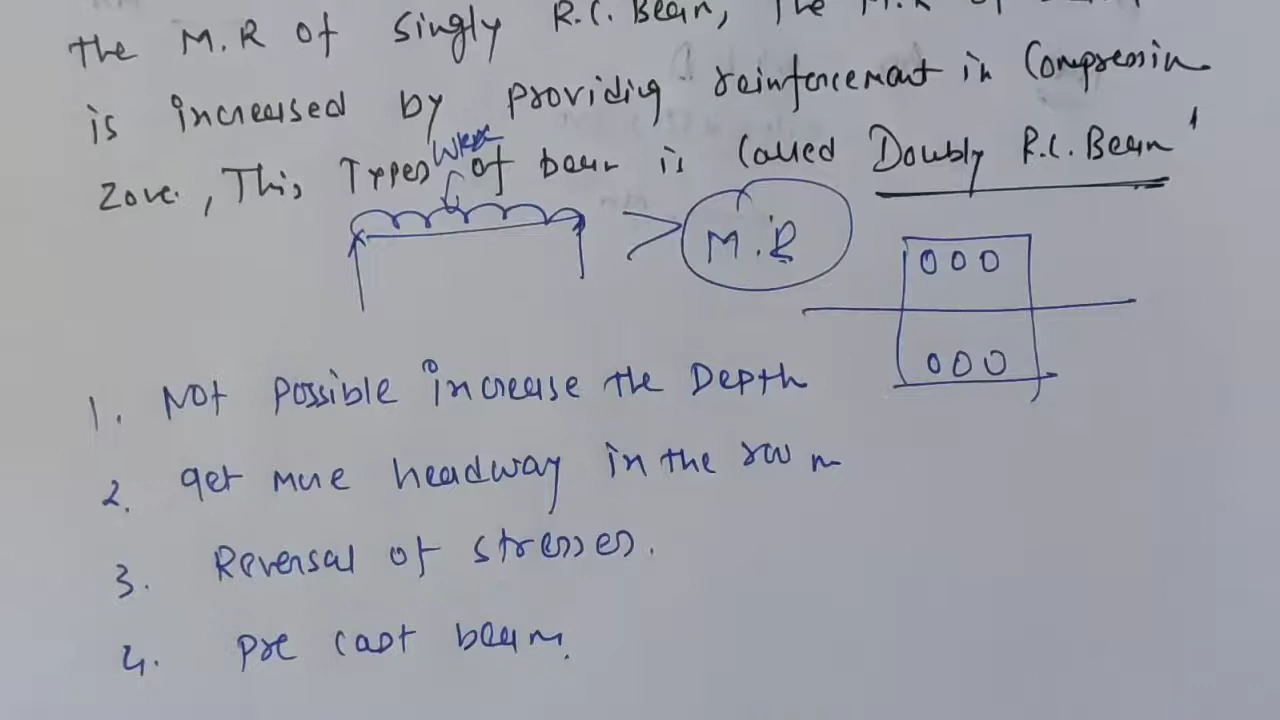 the M.R of singly R.C. Beam, The M.R of
is increased by providing reinforcement in Compression
Zone., This Types of beam is called Doubly R.C. Beam'
M.R
000
000
1. Not possible increase the Depth
2. get more headway in the room
3. Reversal of stresses.
4. pre cast beam.